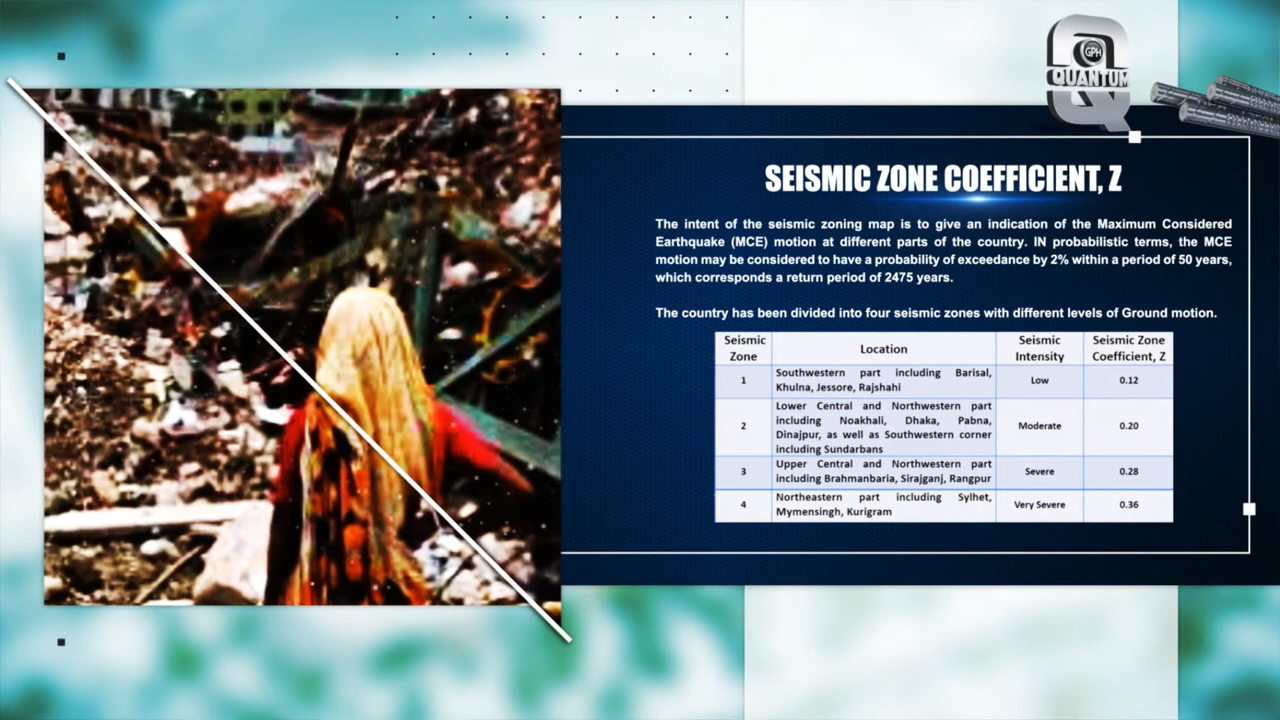 GPH
QUANTUM
SEISMIC ZONE COEFFICIENT, Z
The intent of the seismic zoning map is to give an indication of the Maximum Considered
Earthquake (MCE) motion at different parts of the country. IN probabilistic terms, the MCE
motion may be considered to have a probability of exceedance by 2% within a period of 50 years,
which corresponds a return period of 2475 years.
The country has been divided into four seismic zones with different levels of Ground motion.
Seismic
Zone
Location
Seismic
Intensity
Seismic Zone
Coefficient, Z
1
Southwestern part including Barisal,
Khulna, Jessore, Rajshahi
Low
0.12
2
Lower Central and Northwestern part
including Noakhali, Dhaka, Pabna,
Dinajpur, as well as Southwestern corner
including Sundarbans
Moderate
0.20
3
Upper Central and Northwestern part
including Brahmanbaria, Sirajganj, Rangpur
Severe
0.28
4
Northeastern part including Sylhet,
Mymensingh, Kurigram
Very Severe
0.36